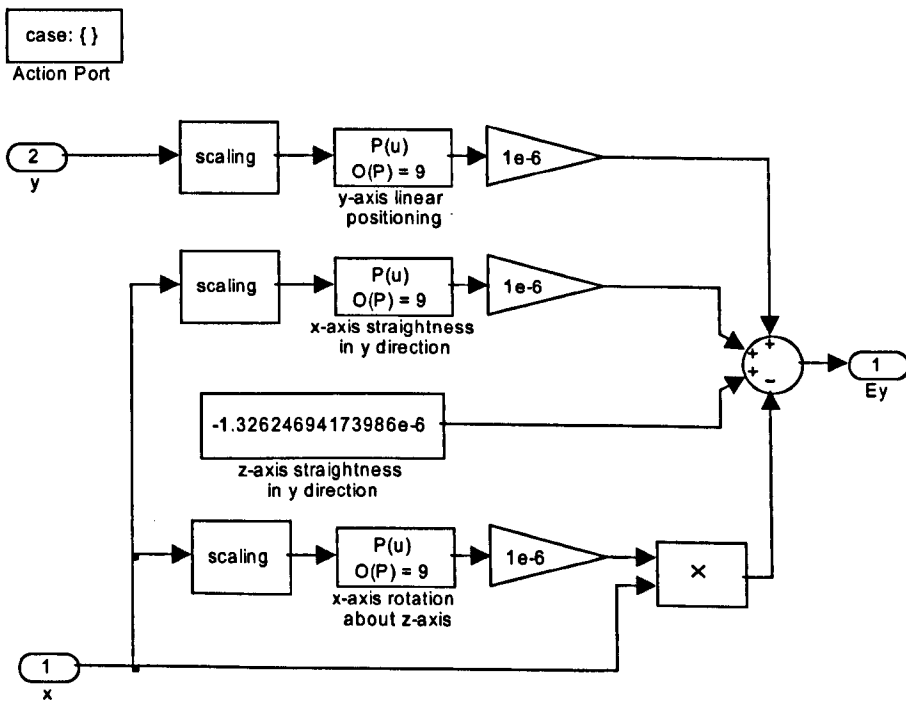 case: { }
Action Port
2
y
scaling
P(u)
O(P) = 9
y-axis linear
positioning
1e-6
scaling
P(u)
O(P) = 9
x-axis straightness
in y direction
1e-6
+
+
+
−
1
Ey
-1.32624694173986e-6
z-axis straightness
in y direction
scaling
P(u)
O(P) = 9
x-axis rotation
about z-axis
1e-6
×
1
x